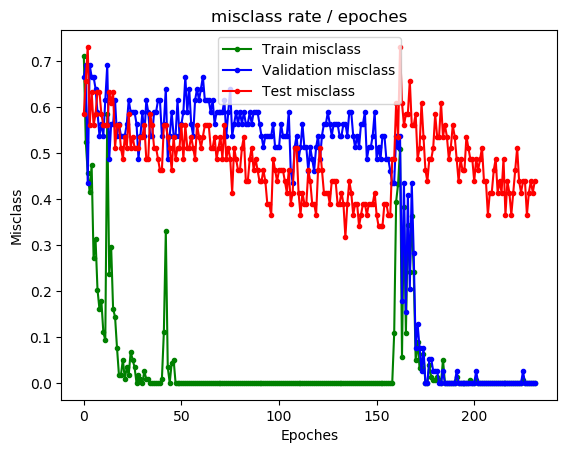 misclass rate / epoches
Train misclass
Validation misclass
Test misclass
Misclass
0.7
0.6
0.5
0.4
0.3
0.2
0.1
0.0
0 50 100 150 200
Epoches